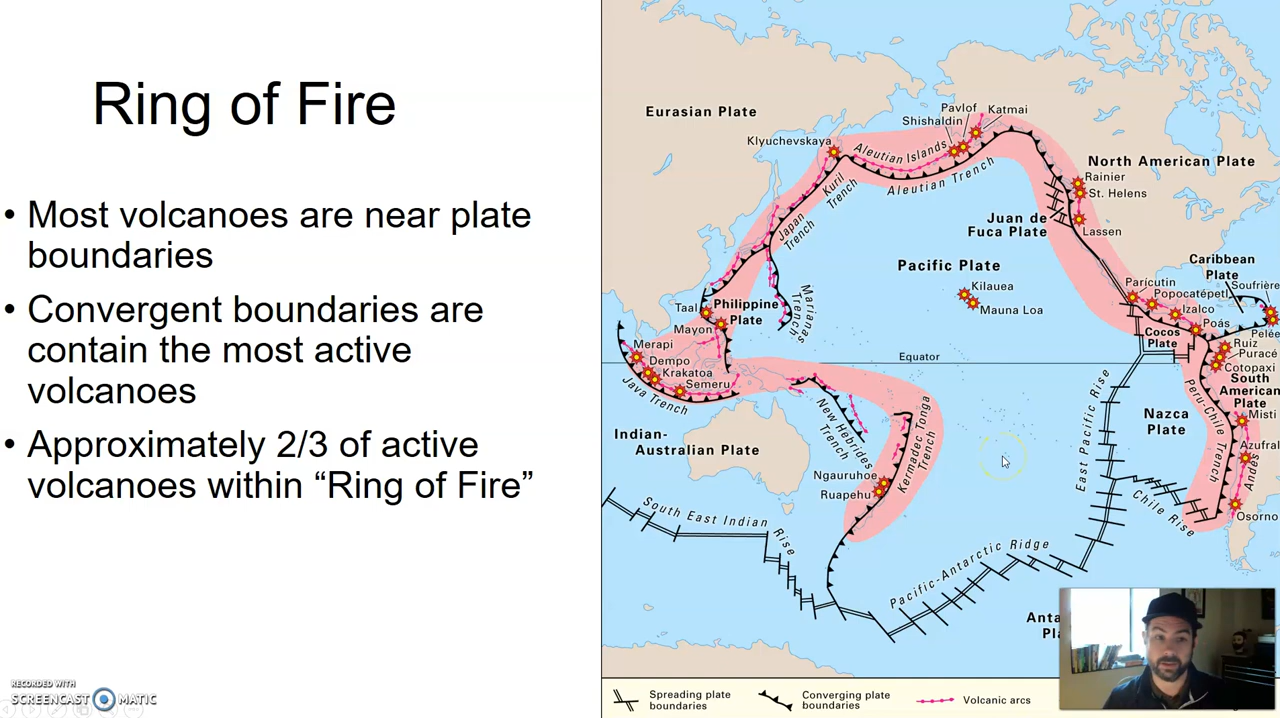 Ring of Fire
• Most volcanoes are near plate
boundaries
• Convergent boundaries are
contain the most active
volcanoes
• Approximately 2/3 of active
volcanoes within “Ring of Fire”
RECORDED WITH
SCREENCAST MATIC
Eurasian Plate
Klyuchevskaya
Aleutian Islands
Shishaldin
Pavlof
Katmai
Aleutian Trench
Kuril
Trench
Japan
Trench
North American Plate
Rainier
St. Helens
Lassen
Juan de
Fuca Plate
Pacific Plate
Kilauea
Mauna Loa
Caribbean
Plate
Soufrière
Pelée
Parícutin
Popocatépetl
Izalco
Poás
Cocos
Plate
Ruiz
Puracé
Cotopaxi
South
American
Plate
Misti
Azufral
Andes
Osorno
Philippine
Plate
Taal
Mayon
Marianas
Trench
Merapi
Dempo
Krakatoa
Semeru
Java Trench
Equator
New Hebrides
Trench
Kermadec Tonga
Trench
Ngauruhoe
Ruapehu
Indian-
Australian Plate
Nazca
Plate
Peru-Chile Trench
East Pacific Rise
Chile Rise
South East Indian Rise
Pacific-Antarctic Ridge
Spreading plate
boundaries
Converging plate
boundaries
Volcanic arcs